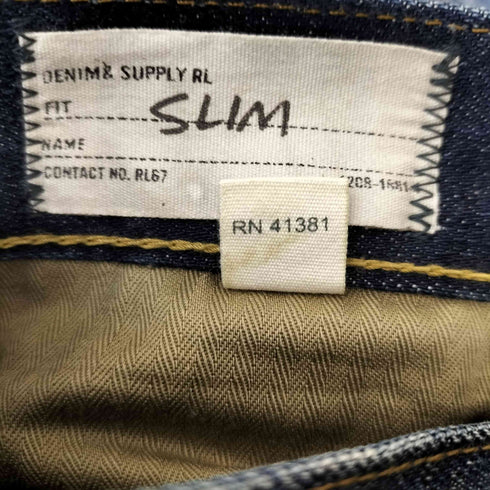 DENIM & SUPPLY RL
FIT SLIM
NAME
CONTACT NO. RL67
RN 41381